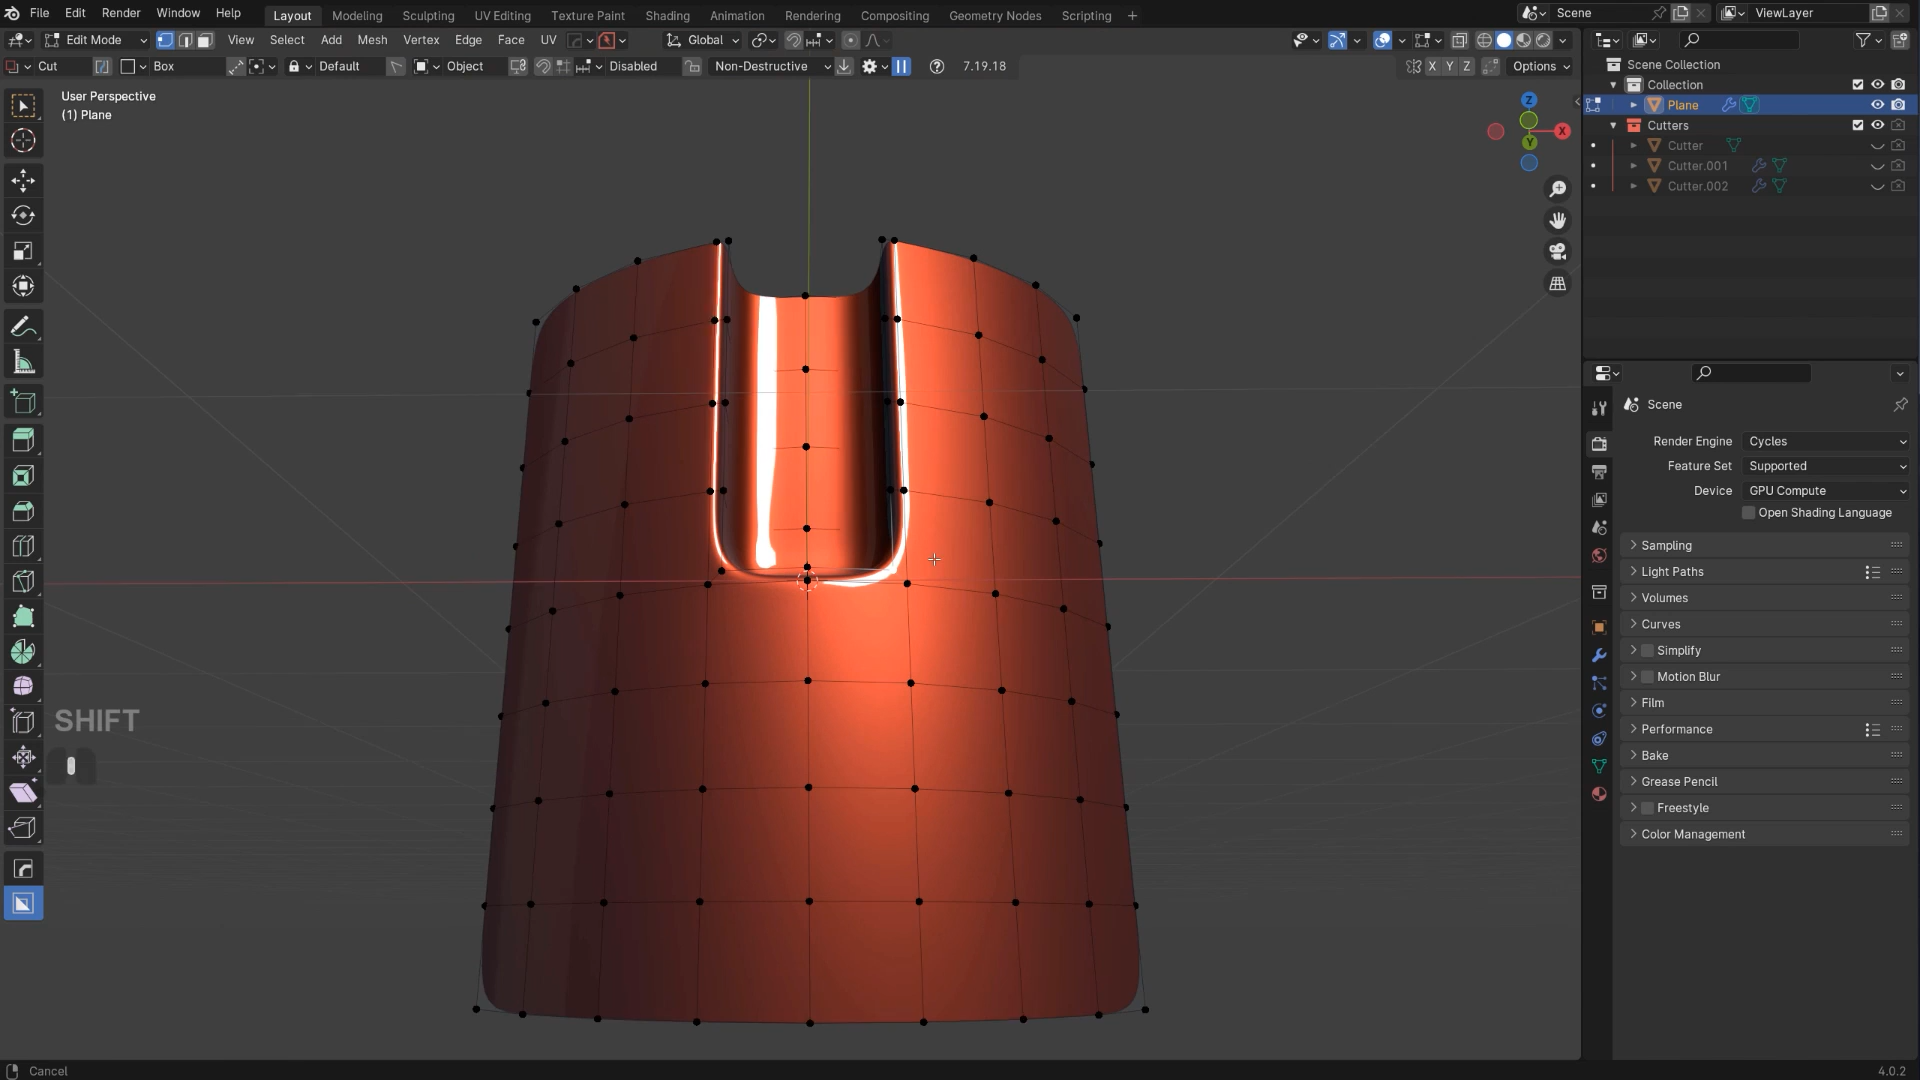 File Edit Render Window Help Layout Modeling Sculpting UV Editing Texture Paint Shading Animation Rendering Compositing Geometry Nodes Scripting + Scene ViewLayer
Edit Mode View Select Add Mesh Vertex Edge Face UV Global
Cut Box Default Object Disabled Non-Destructive 7.19.18 X Y Z Options
User Perspective
(1) Plane
Z
X
Y
SHIFT
Cancel
Scene Collection
Collection
Plane
Cutters
Cutter
Cutter.001
Cutter.002
Scene
Render Engine Cycles
Feature Set Supported
Device GPU Compute
Open Shading Language
Sampling
Light Paths
Volumes
Curves
Simplify
Motion Blur
Film
Performance
Bake
Grease Pencil
Freestyle
Color Management
4.0.2